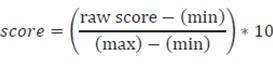 score = (raw score − (min) / (max) − (min)) * 10